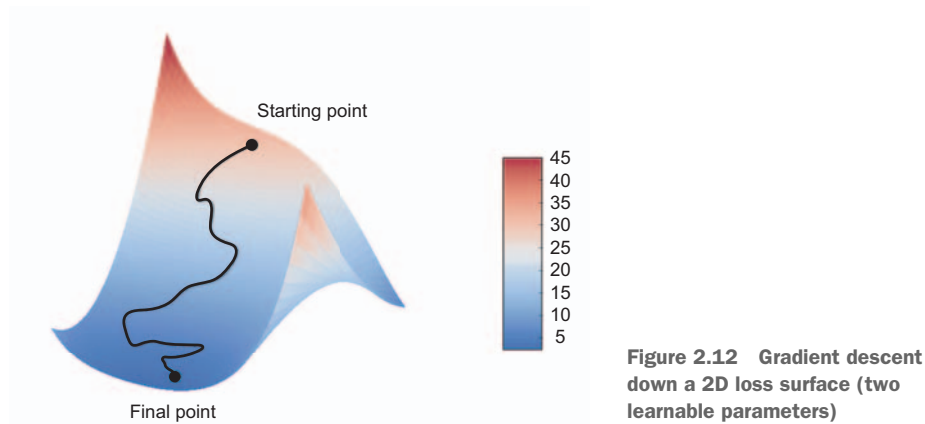 Starting point
45
40
35
30
25
20
15
10
5
Final point
Figure 2.12 Gradient descent
down a 2D loss surface (two
learnable parameters)